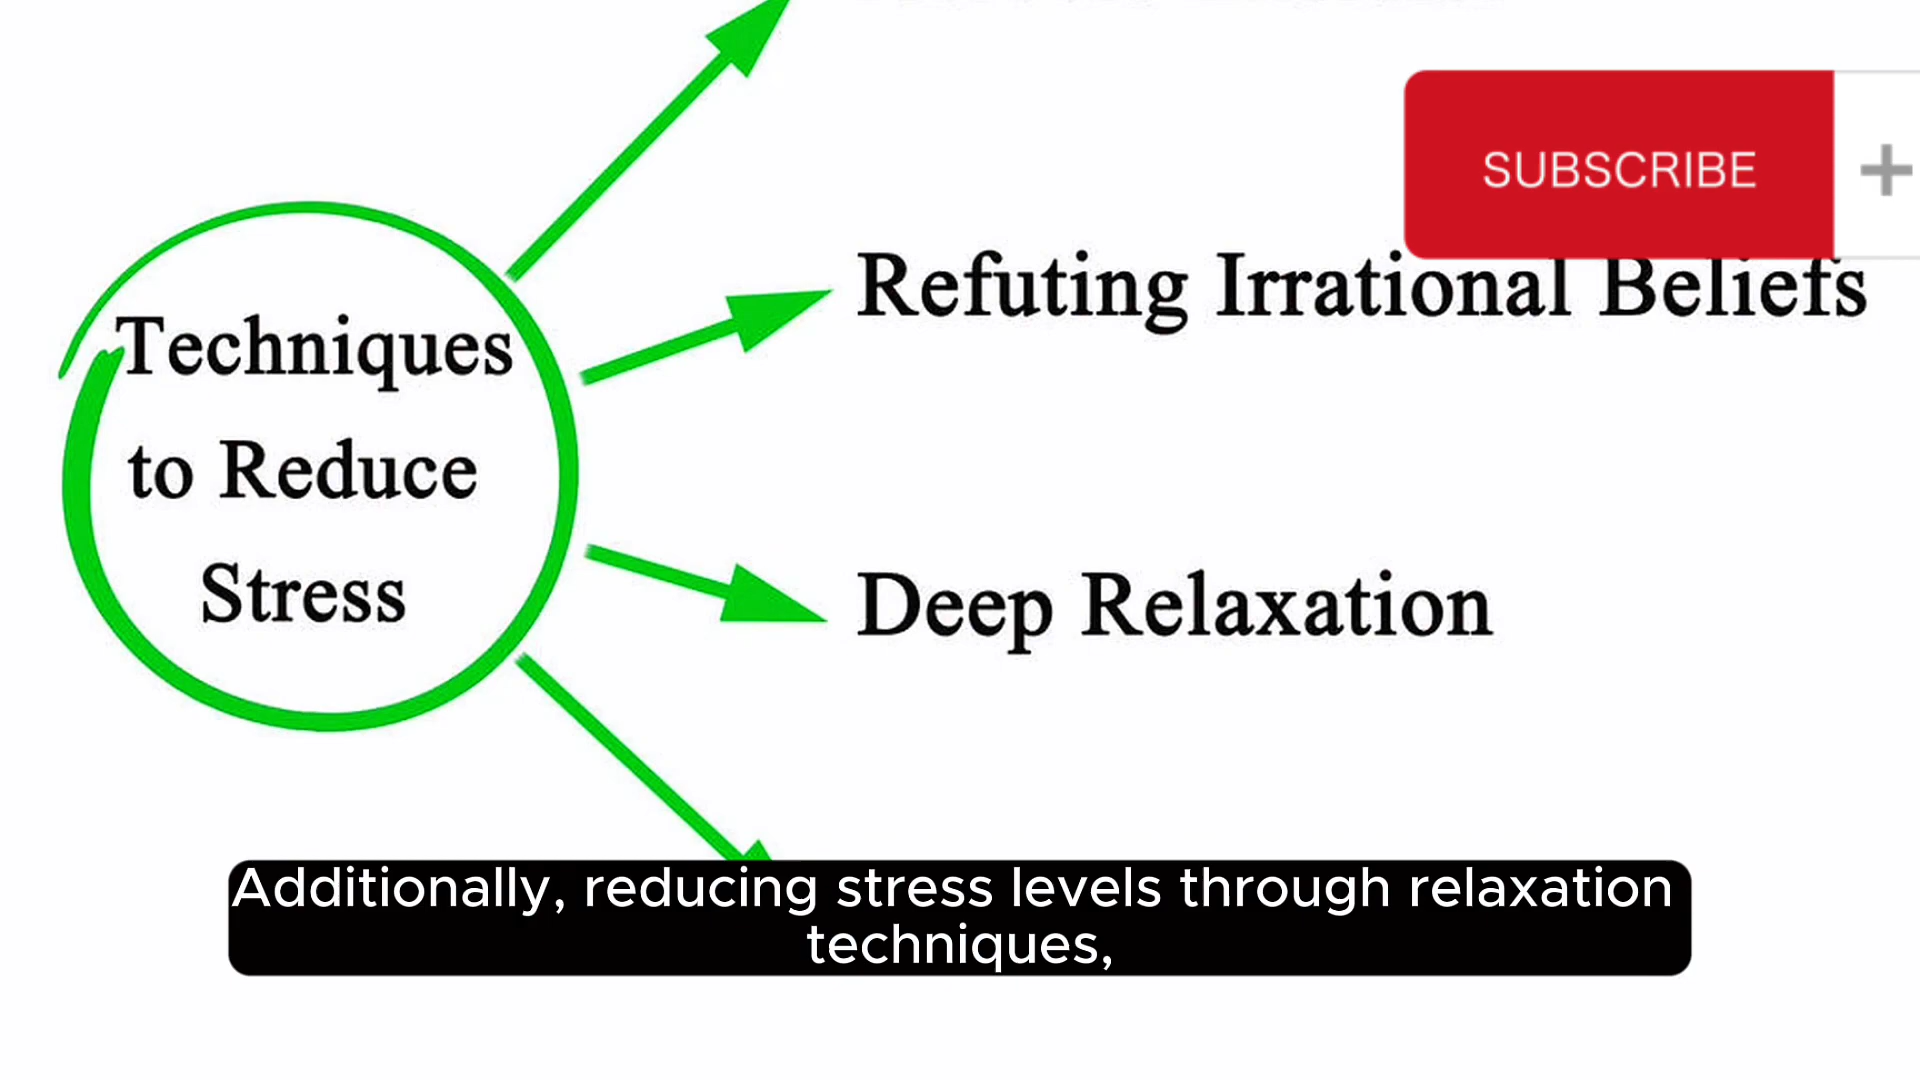 SUBSCRIBE +
Refuting Irrational Beliefs
Techniques
to Reduce
Stress
Deep Relaxation
Additionally, reducing stress levels through relaxation
techniques,